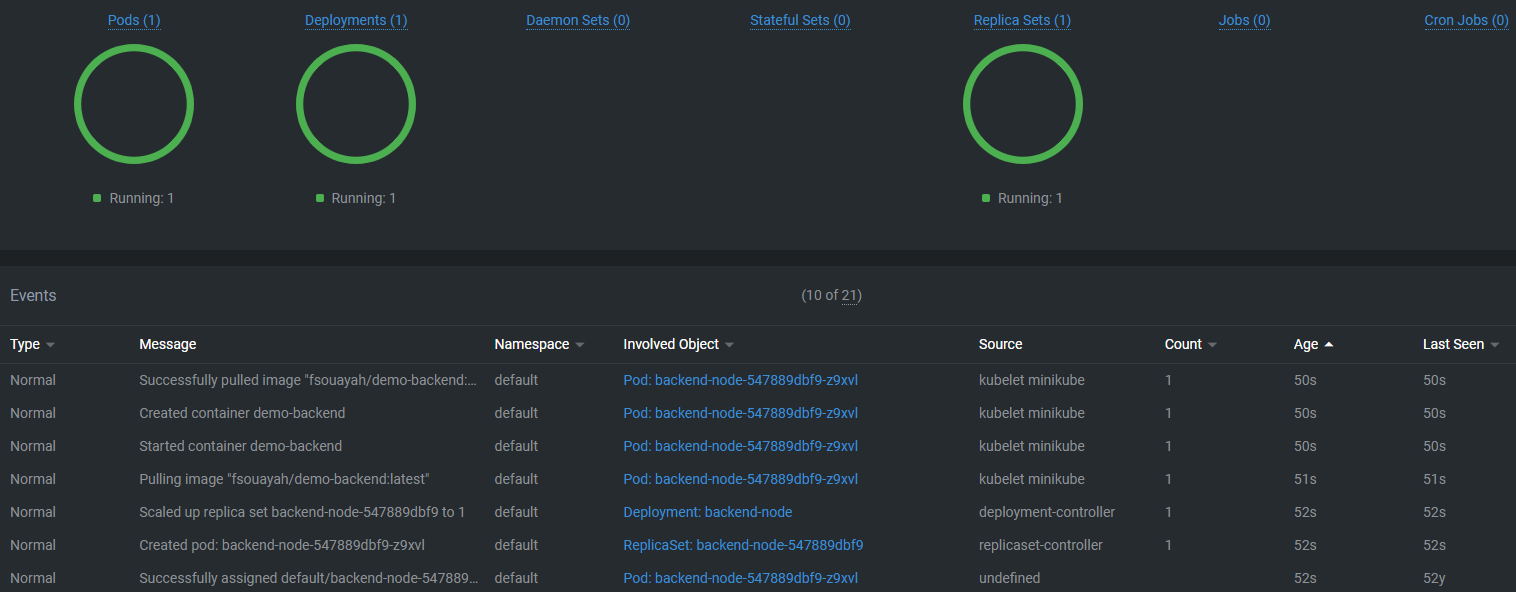 Pods (1) Deployments (1) Daemon Sets (0) Stateful Sets (0) Replica Sets (1) Jobs (0) Cron Jobs (0)
Running: 1 Running: 1 Running: 1
Events (10 of 21)
Type Message Namespace Involved Object Source Count Age Last Seen
Normal Successfully pulled image "fsouayah/demo-backend:... default Pod: backend-node-547889dbf9-z9xvl kubelet minikube 1 50s 50s
Normal Created container demo-backend default Pod: backend-node-547889dbf9-z9xvl kubelet minikube 1 50s 50s
Normal Started container demo-backend default Pod: backend-node-547889dbf9-z9xvl kubelet minikube 1 50s 50s
Normal Pulling image "fsouayah/demo-backend:latest" default Pod: backend-node-547889dbf9-z9xvl kubelet minikube 1 51s 51s
Normal Scaled up replica set backend-node-547889dbf9 to 1 default Deployment: backend-node deployment-controller 1 52s 52s
Normal Created pod: backend-node-547889dbf9-z9xvl default ReplicaSet: backend-node-547889dbf9 replicaset-controller 1 52s 52s
Normal Successfully assigned default/backend-node-547889... default Pod: backend-node-547889dbf9-z9xvl undefined 52s 52y